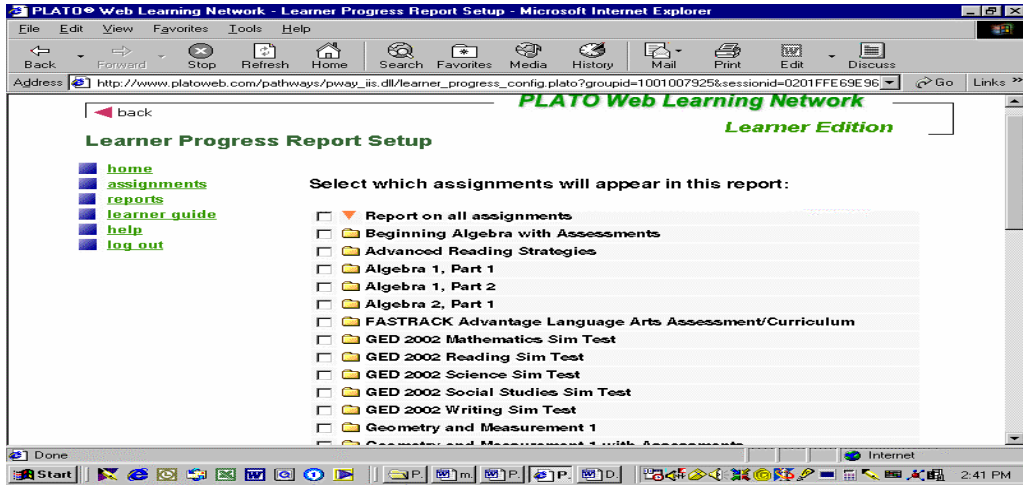 PLATO® Web Learning Network - Learner Progress Report Setup - Microsoft Internet Explorer
File Edit View Favorites Tools Help
Back Forward Stop Refresh Home Search Favorites Media History Mail Print Edit Discuss
Address http://www.platoweb.com/pathways/pway_iis.dll/learner_progress_config.plato?groupid=1001007925&sessionid=0201FFE69E96 Go Links »
back
PLATO Web Learning Network
Learner Edition
Learner Progress Report Setup
home
assignments
reports
learner guide
help
log out
Select which assignments will appear in this report:
Report on all assignments
Beginning Algebra with Assessments
Advanced Reading Strategies
Algebra 1, Part 1
Algebra 1, Part 2
Algebra 2, Part 1
FASTRACK Advantage Language Arts Assessment/Curriculum
GED 2002 Mathematics Sim Test
GED 2002 Reading Sim Test
GED 2002 Science Sim Test
GED 2002 Social Studies Sim Test
GED 2002 Writing Sim Test
Geometry and Measurement 1
Geometry and Measurement 1 with Assessments
Done Internet
Start P. m. P. P. D. 2:41 PM